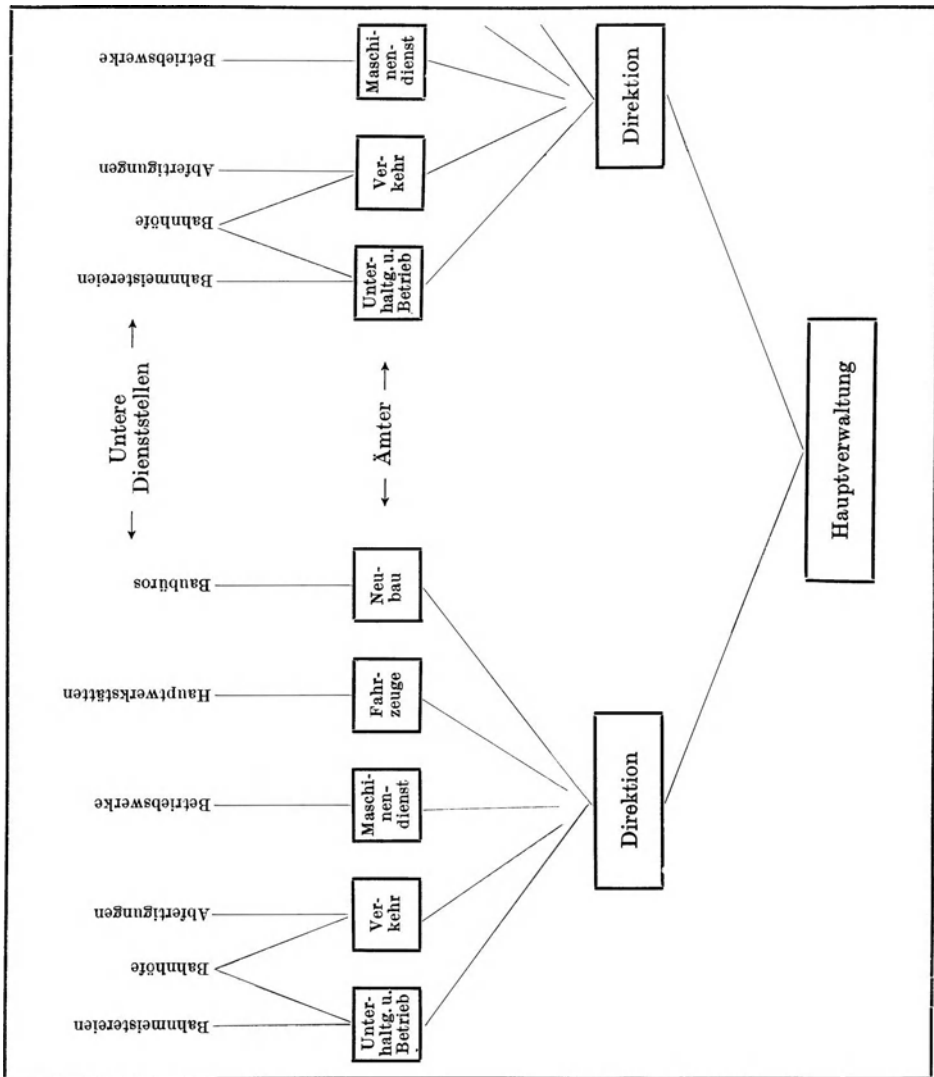 Bahnmeistereien
Bahnhöfe
Abfertigungen
Betriebswerke
Hauptwerkstätten
Baubüros
← Untere →
Dienststellen
Bahnmeistereien
Bahnhöfe
Abfertigungen
Betriebswerke
Unter-
haltg. u.
Betrieb
Ver-
kehr
Maschi-
nen-
dienst
Fahr-
zeuge
Neu-
bau
← Ämter →
Unter-
haltg. u.
Betrieb
Ver-
kehr
Maschi-
nen-
dienst
Direktion
Direktion
Hauptverwaltung